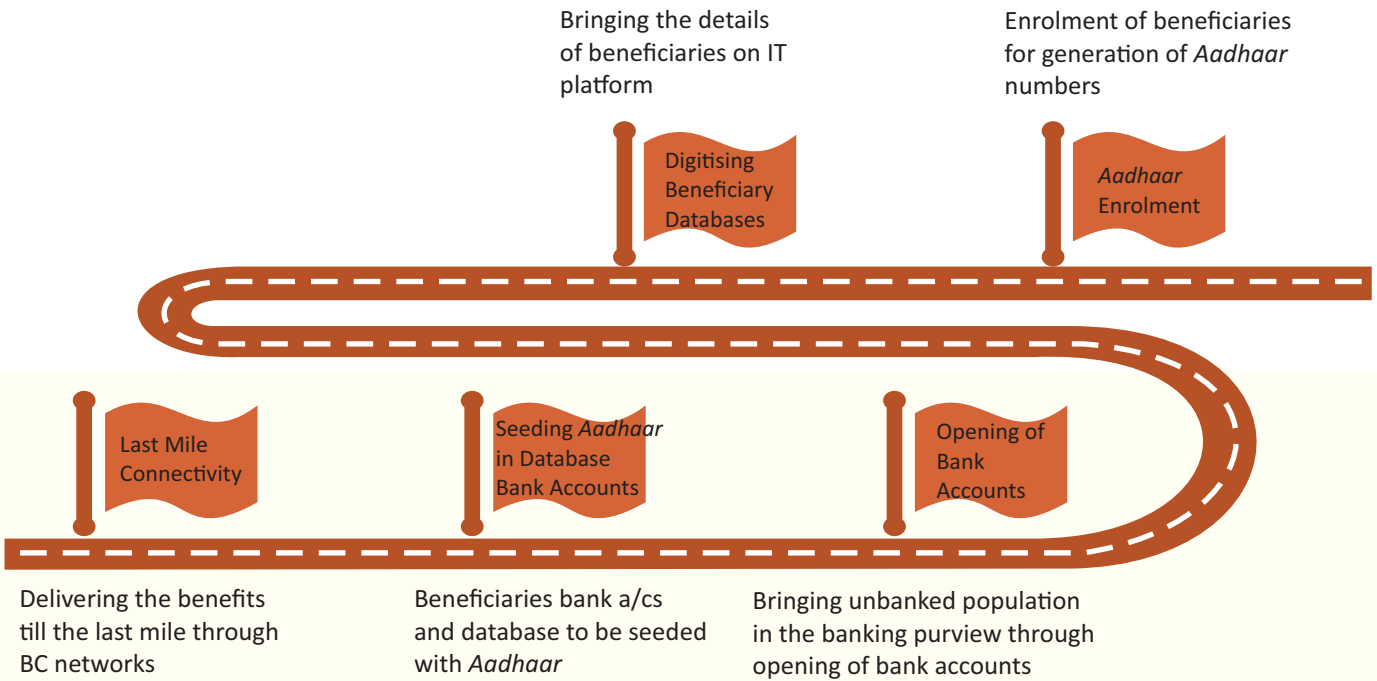 Bringing the details
of beneficiaries on IT
platform
Enrolment of beneficiaries
for generation of Aadhaar
numbers
Digitising
Beneficiary
Databases
Aadhaar
Enrolment
Last Mile
Connectivity
Seeding Aadhaar
in Database
Bank Accounts
Opening of
Bank
Accounts
Delivering the benefits
till the last mile through
BC networks
Beneficiaries bank a/cs
and database to be seeded
with Aadhaar
Bringing unbanked population
in the banking purview through
opening of bank accounts